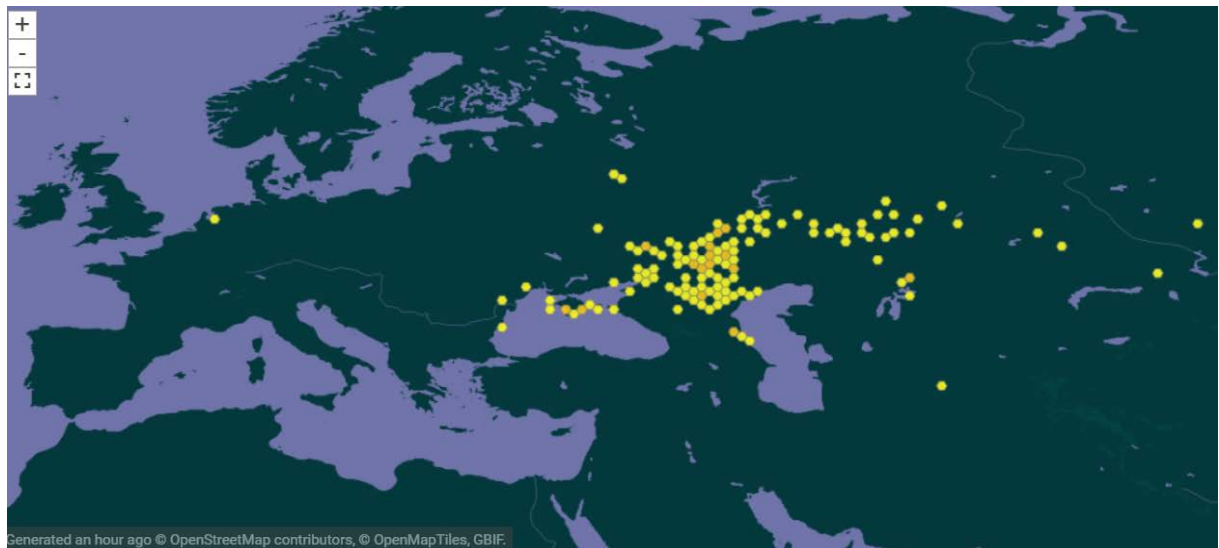 +
-
Generated an hour ago © OpenStreetMap contributors, © OpenMapTiles, GBIF.